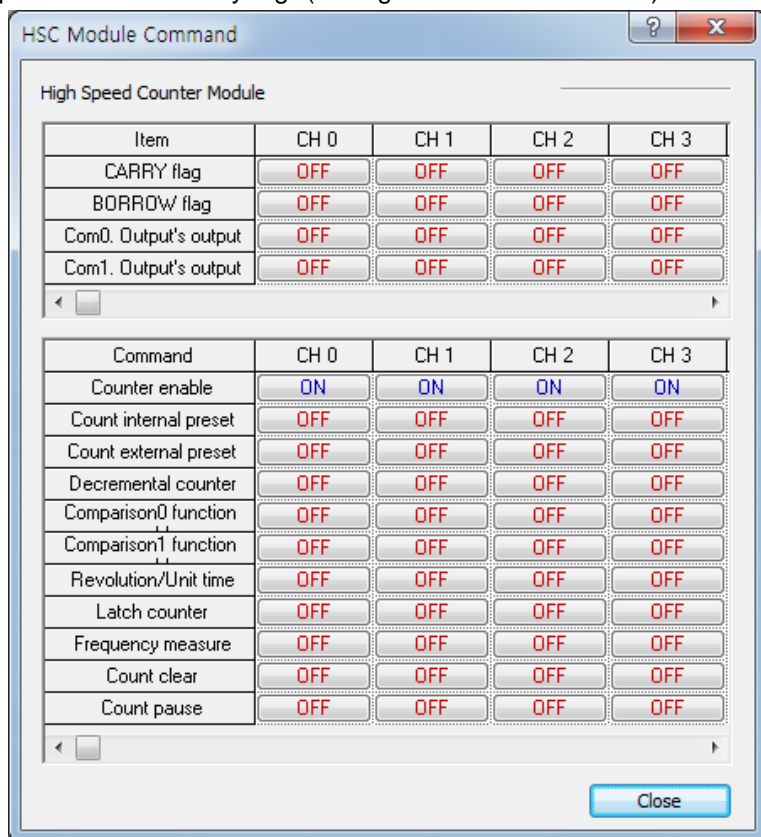 HSC Module Command
High Speed Counter Module
Item CH 0 CH 1 CH 2 CH 3
CARRY flag OFF OFF OFF OFF
BORROW flag OFF OFF OFF OFF
Com0. Output's output OFF OFF OFF OFF
Com1. Output's output OFF OFF OFF OFF
Command CH 0 CH 1 CH 2 CH 3
Counter enable ON ON ON ON
Count internal preset OFF OFF OFF OFF
Count external preset OFF OFF OFF OFF
Decremental counter OFF OFF OFF OFF
Comparison0 function OFF OFF OFF OFF
Comparison1 function OFF OFF OFF OFF
Revolution/Unit time OFF OFF OFF OFF
Latch counter OFF OFF OFF OFF
Frequency measure OFF OFF OFF OFF
Count clear OFF OFF OFF OFF
Count pause OFF OFF OFF OFF
Close